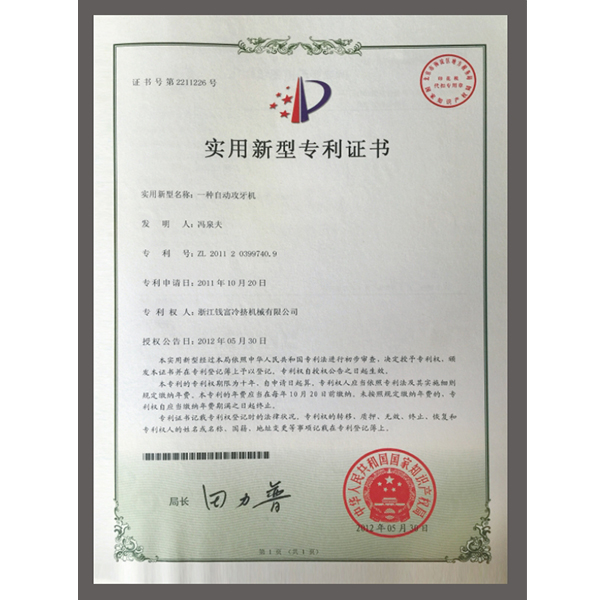 证书号第2211226号
实用新型专利证书
实用新型名称：一种自动攻牙机
发 明 人：冯泉夫
专 利 号：ZL 2011 2 0399740.9
专利申请日：2011年10月20日
专 利 权 人：浙江钱富冷挤机械有限公司
授权公告日：2012年05月30日
本实用新型经过本局依照中华人民共和国专利法进行初步审查，决定授予专利权，颁
发本证书并在专利登记簿上予以登记。专利权自授权公告之日起生效。
本专利的专利权期限为十年，自申请日起算。专利权人应当依照专利法及其实施细则
规定缴纳年费。本专利的年费应当在每年10月20日前缴纳。未按照规定缴纳年费的，专利
权自应当缴纳年费期满之日起终止。
专利证书记载专利权登记时的法律状况。专利权的转移、质押、无效、终止、恢复和
专利权人的姓名或名称、国籍、地址变更等事项记载在专利登记簿上。
局长 田力普
中华人民共和国国家知识产权局
2012年05月30日
第1页（共1页）